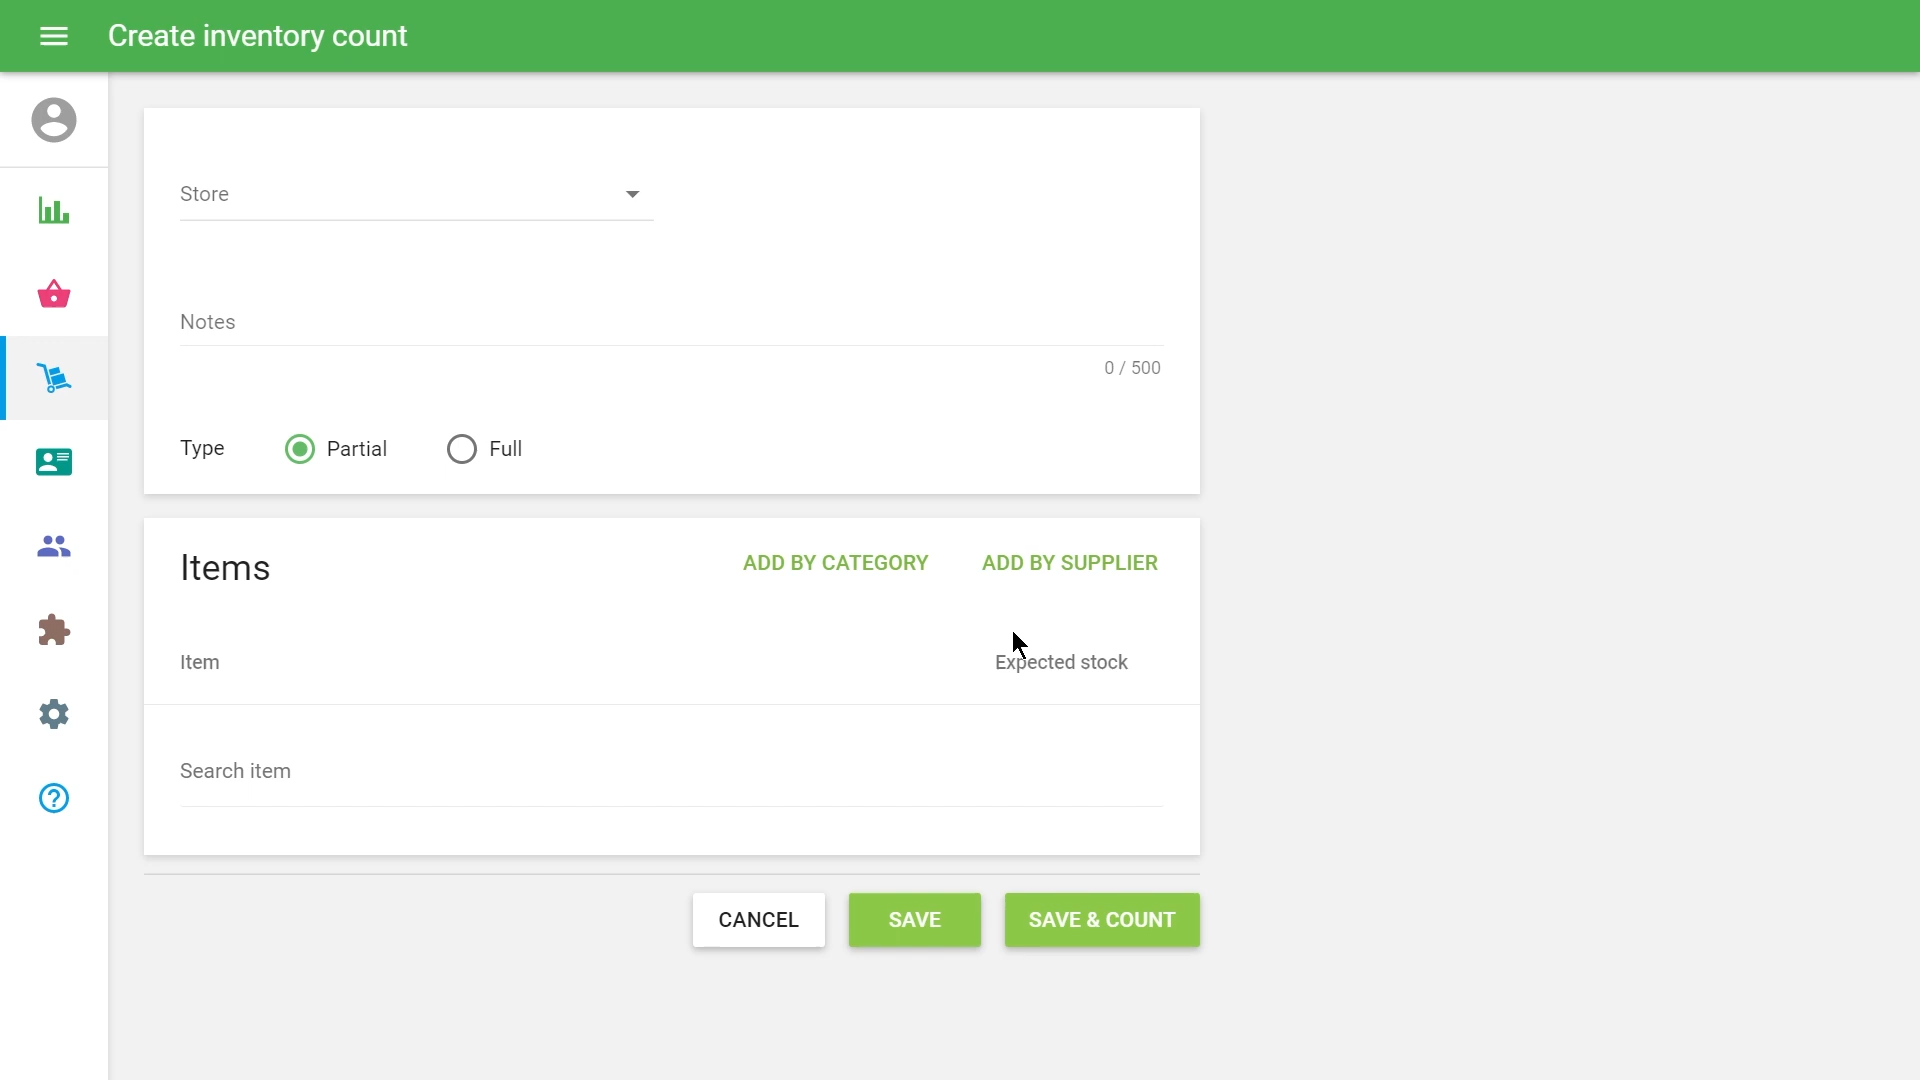 Create inventory count
Store
Notes
0 / 500
Type Partial Full
Items ADD BY CATEGORY ADD BY SUPPLIER
Item Expected stock
Search item
CANCEL SAVE SAVE & COUNT